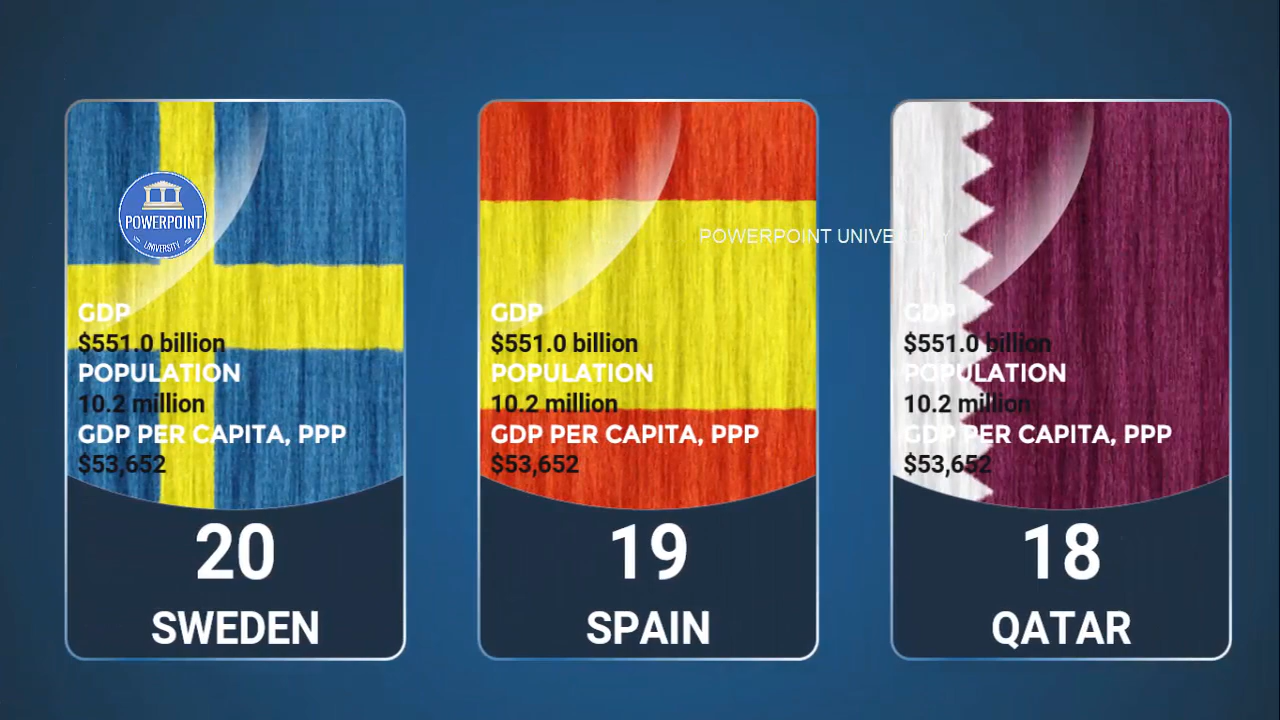 POWERPOINT
UNIVERSITY
GDP
$551.0 billion
POPULATION
10.2 million
GDP PER CAPITA, PPP
$53,652
20
SWEDEN
POWERPOINT UNIVERSITY
GDP
$551.0 billion
POPULATION
10.2 million
GDP PER CAPITA, PPP
$53,652
19
SPAIN
GDP
$551.0 billion
POPULATION
10.2 million
GDP PER CAPITA, PPP
$53,652
18
QATAR